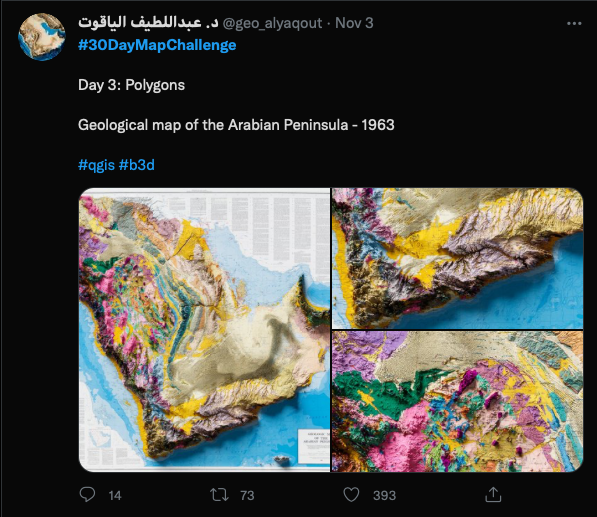 د. عبداللطيف الياقوت @geo_alyaqout · Nov 3
#30DayMapChallenge
Day 3: Polygons
Geological map of the Arabian Peninsula - 1963
#qgis #b3d
14 73 393